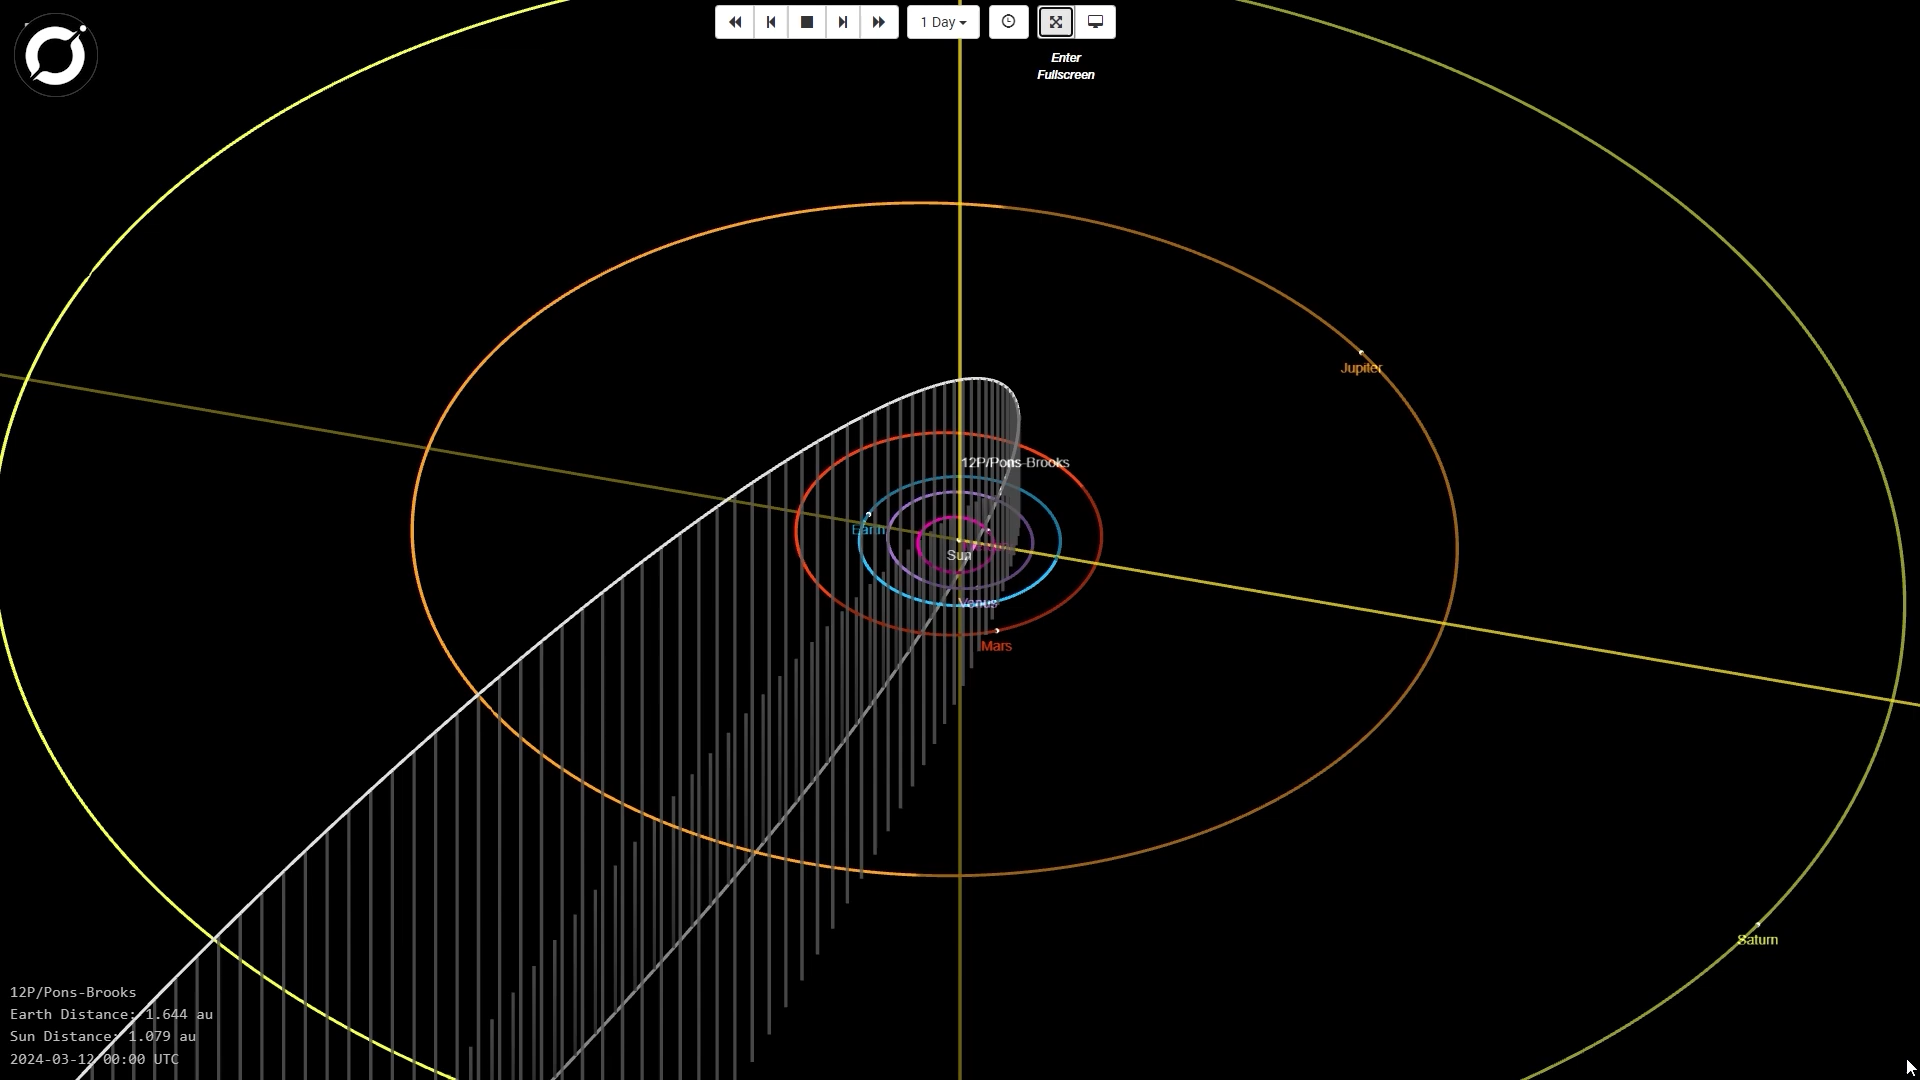 1 Day
Enter
Fullscreen
Jupiter
12P/Pons-Brooks
Earth
Sun
Venus
Mars
Saturn
12P/Pons-Brooks
Earth Distance: 1.644 au
Sun Distance: 1.079 au
2024-03-12 00:00 UTC